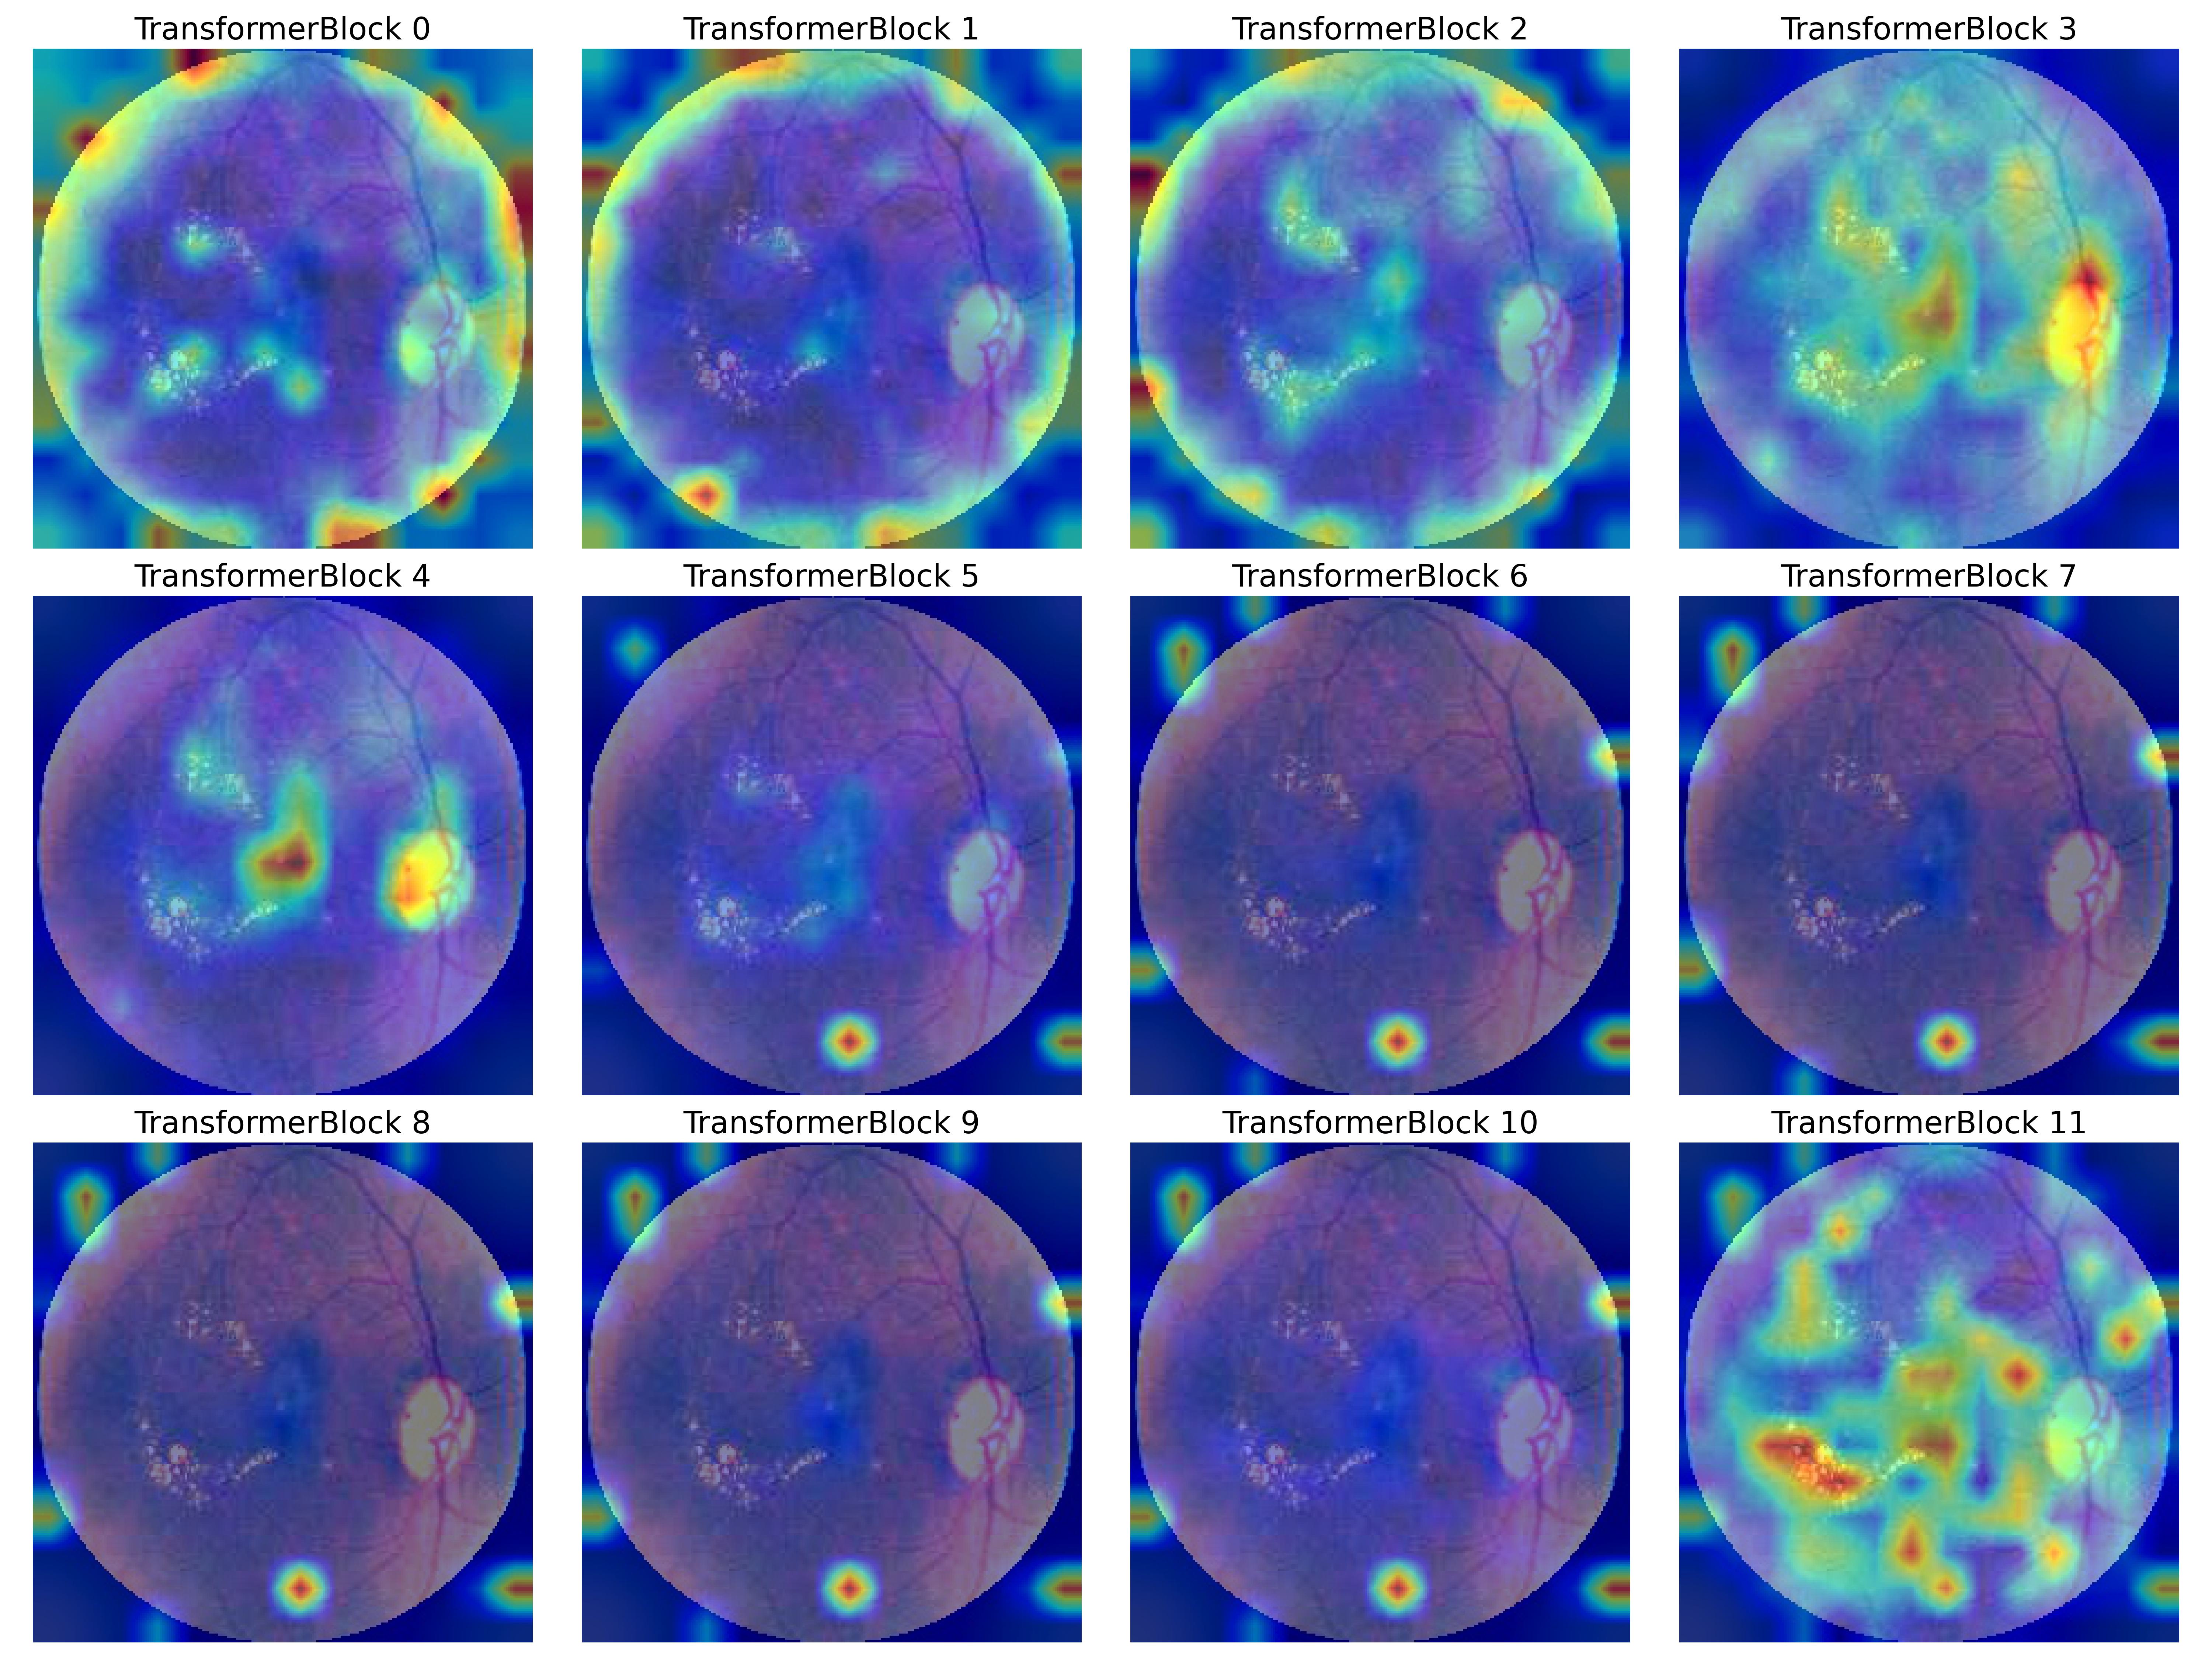 TransformerBlock 0
TransformerBlock 1
TransformerBlock 2
TransformerBlock 3
TransformerBlock 4
TransformerBlock 5
TransformerBlock 6
TransformerBlock 7
TransformerBlock 8
TransformerBlock 9
TransformerBlock 10
TransformerBlock 11